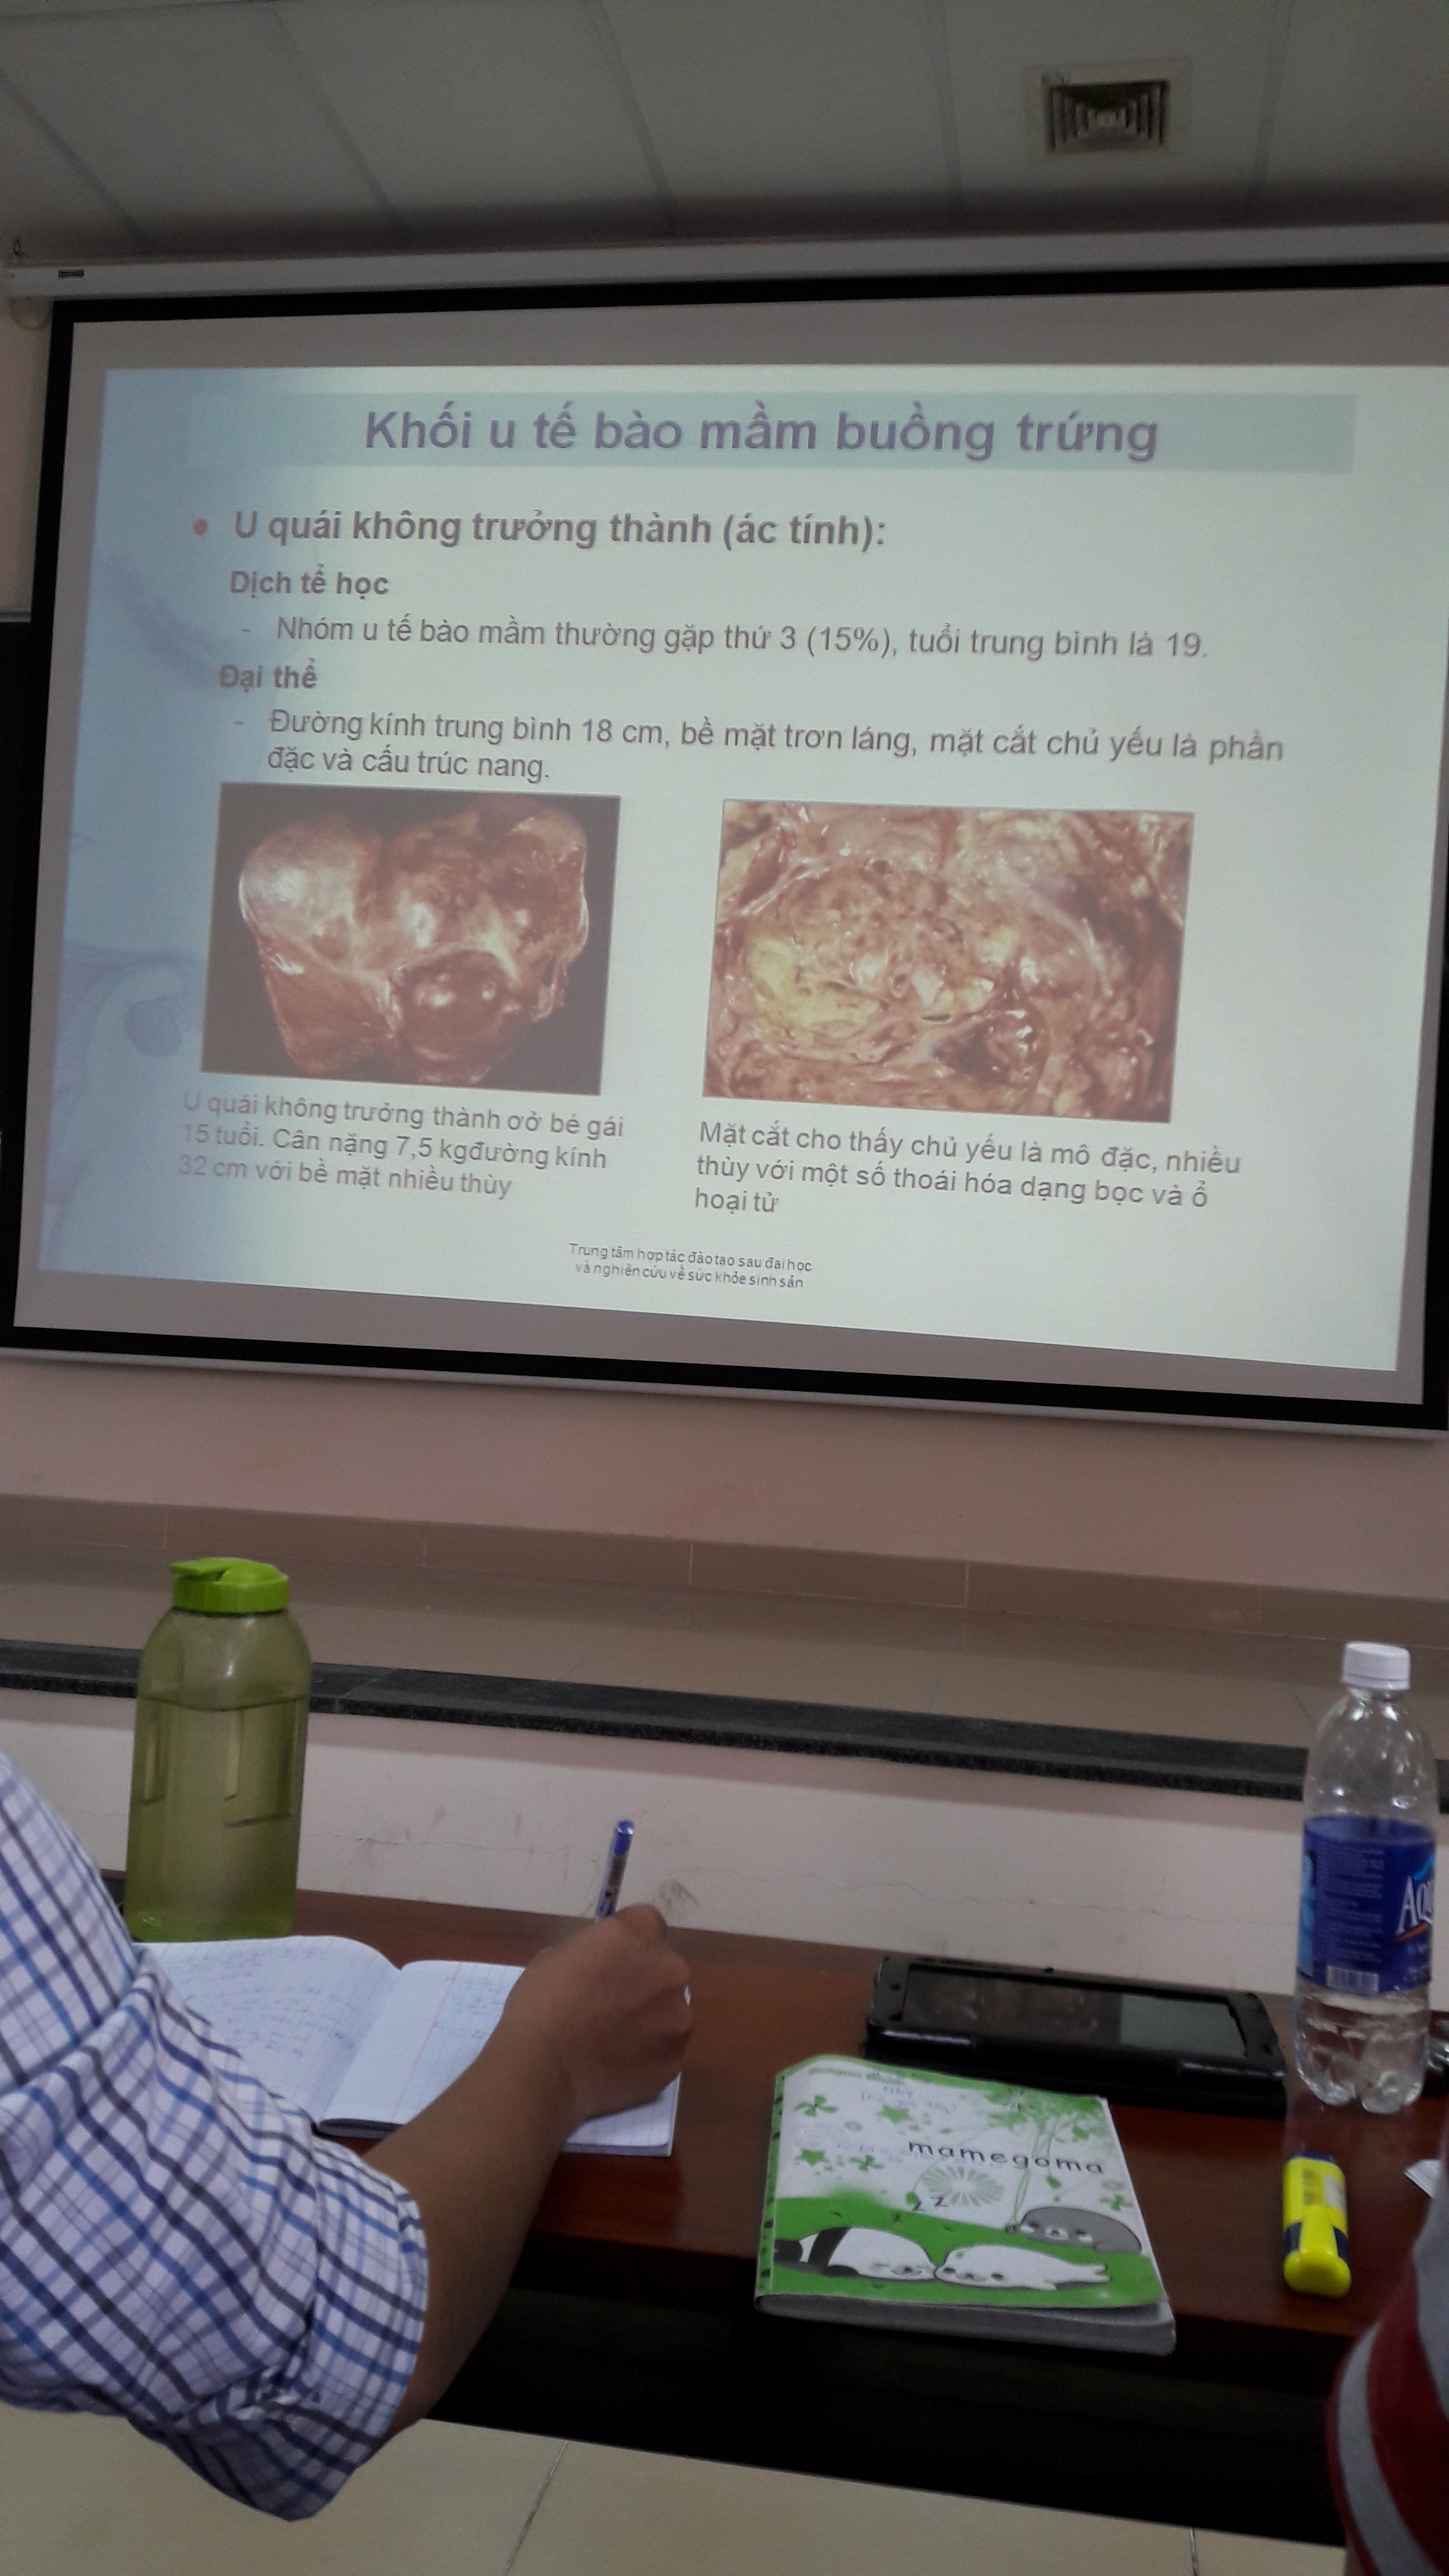 Khối u tế bào mầm buồng trứng
• U quái không trưởng thành (ác tính):
Dịch tể học
- Nhóm u tế bào mầm thường gặp thứ 3 (15%), tuổi trung bình là 19.
Đại thể
- Đường kính trung bình 18 cm, bề mặt trơn láng, mặt cắt chủ yếu là phần
đặc và cấu trúc nang.
U quái không trưởng thành ơở bé gái
15 tuổi. Cân nặng 7,5 kgđường kính
32 cm với bề mặt nhiều thùy
Mặt cắt cho thấy chủ yếu là mô đặc, nhiều
thùy với một số thoái hóa dạng bọc và ổ
hoại tử
Trung tâm hợp tác đào tạo sau đại học
và nghiên cứu về sức khỏe sinh sản
mamegoma
z z